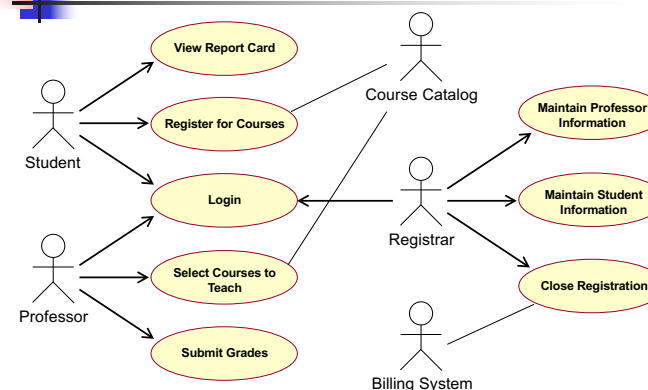 View Report Card
Course Catalog
Maintain Professor
Information
Register for Courses
Student
Login
Maintain Student
Information
Registrar
Select Courses to
Teach
Close Registration
Professor
Submit Grades
Billing System